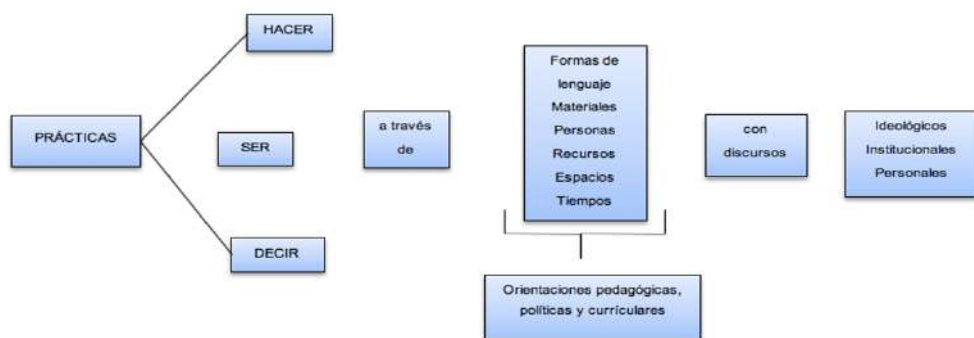 HACER
PRÁCTICAS
SER
DECIR
a través
de
Formas de
lenguaje
Materiales
Personas
Recursos
Espacios
Tiempos
con
discursos
Ideológicos
Institucionales
Personales
Orientaciones pedagógicas,
políticas y currículares